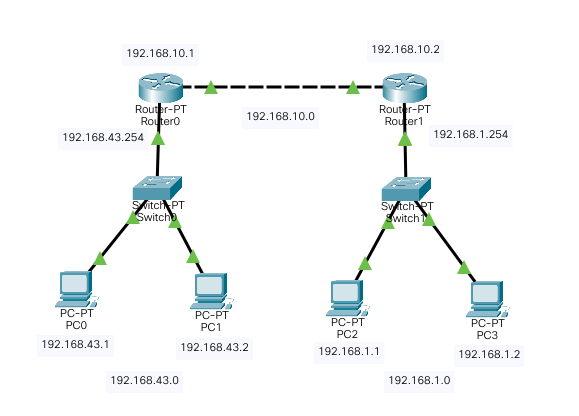 192.168.10.1
192.168.10.2
Router-PT
Router0
Router-PT
Router1
192.168.10.0
192.168.43.254
192.168.1.254
Switch-PT
Switch0
Switch-PT
Switch1
PC-PT
PC0
PC-PT
PC1
PC-PT
PC2
PC-PT
PC3
192.168.43.1
192.168.43.2
192.168.1.1
192.168.1.2
192.168.43.0
192.168.1.0